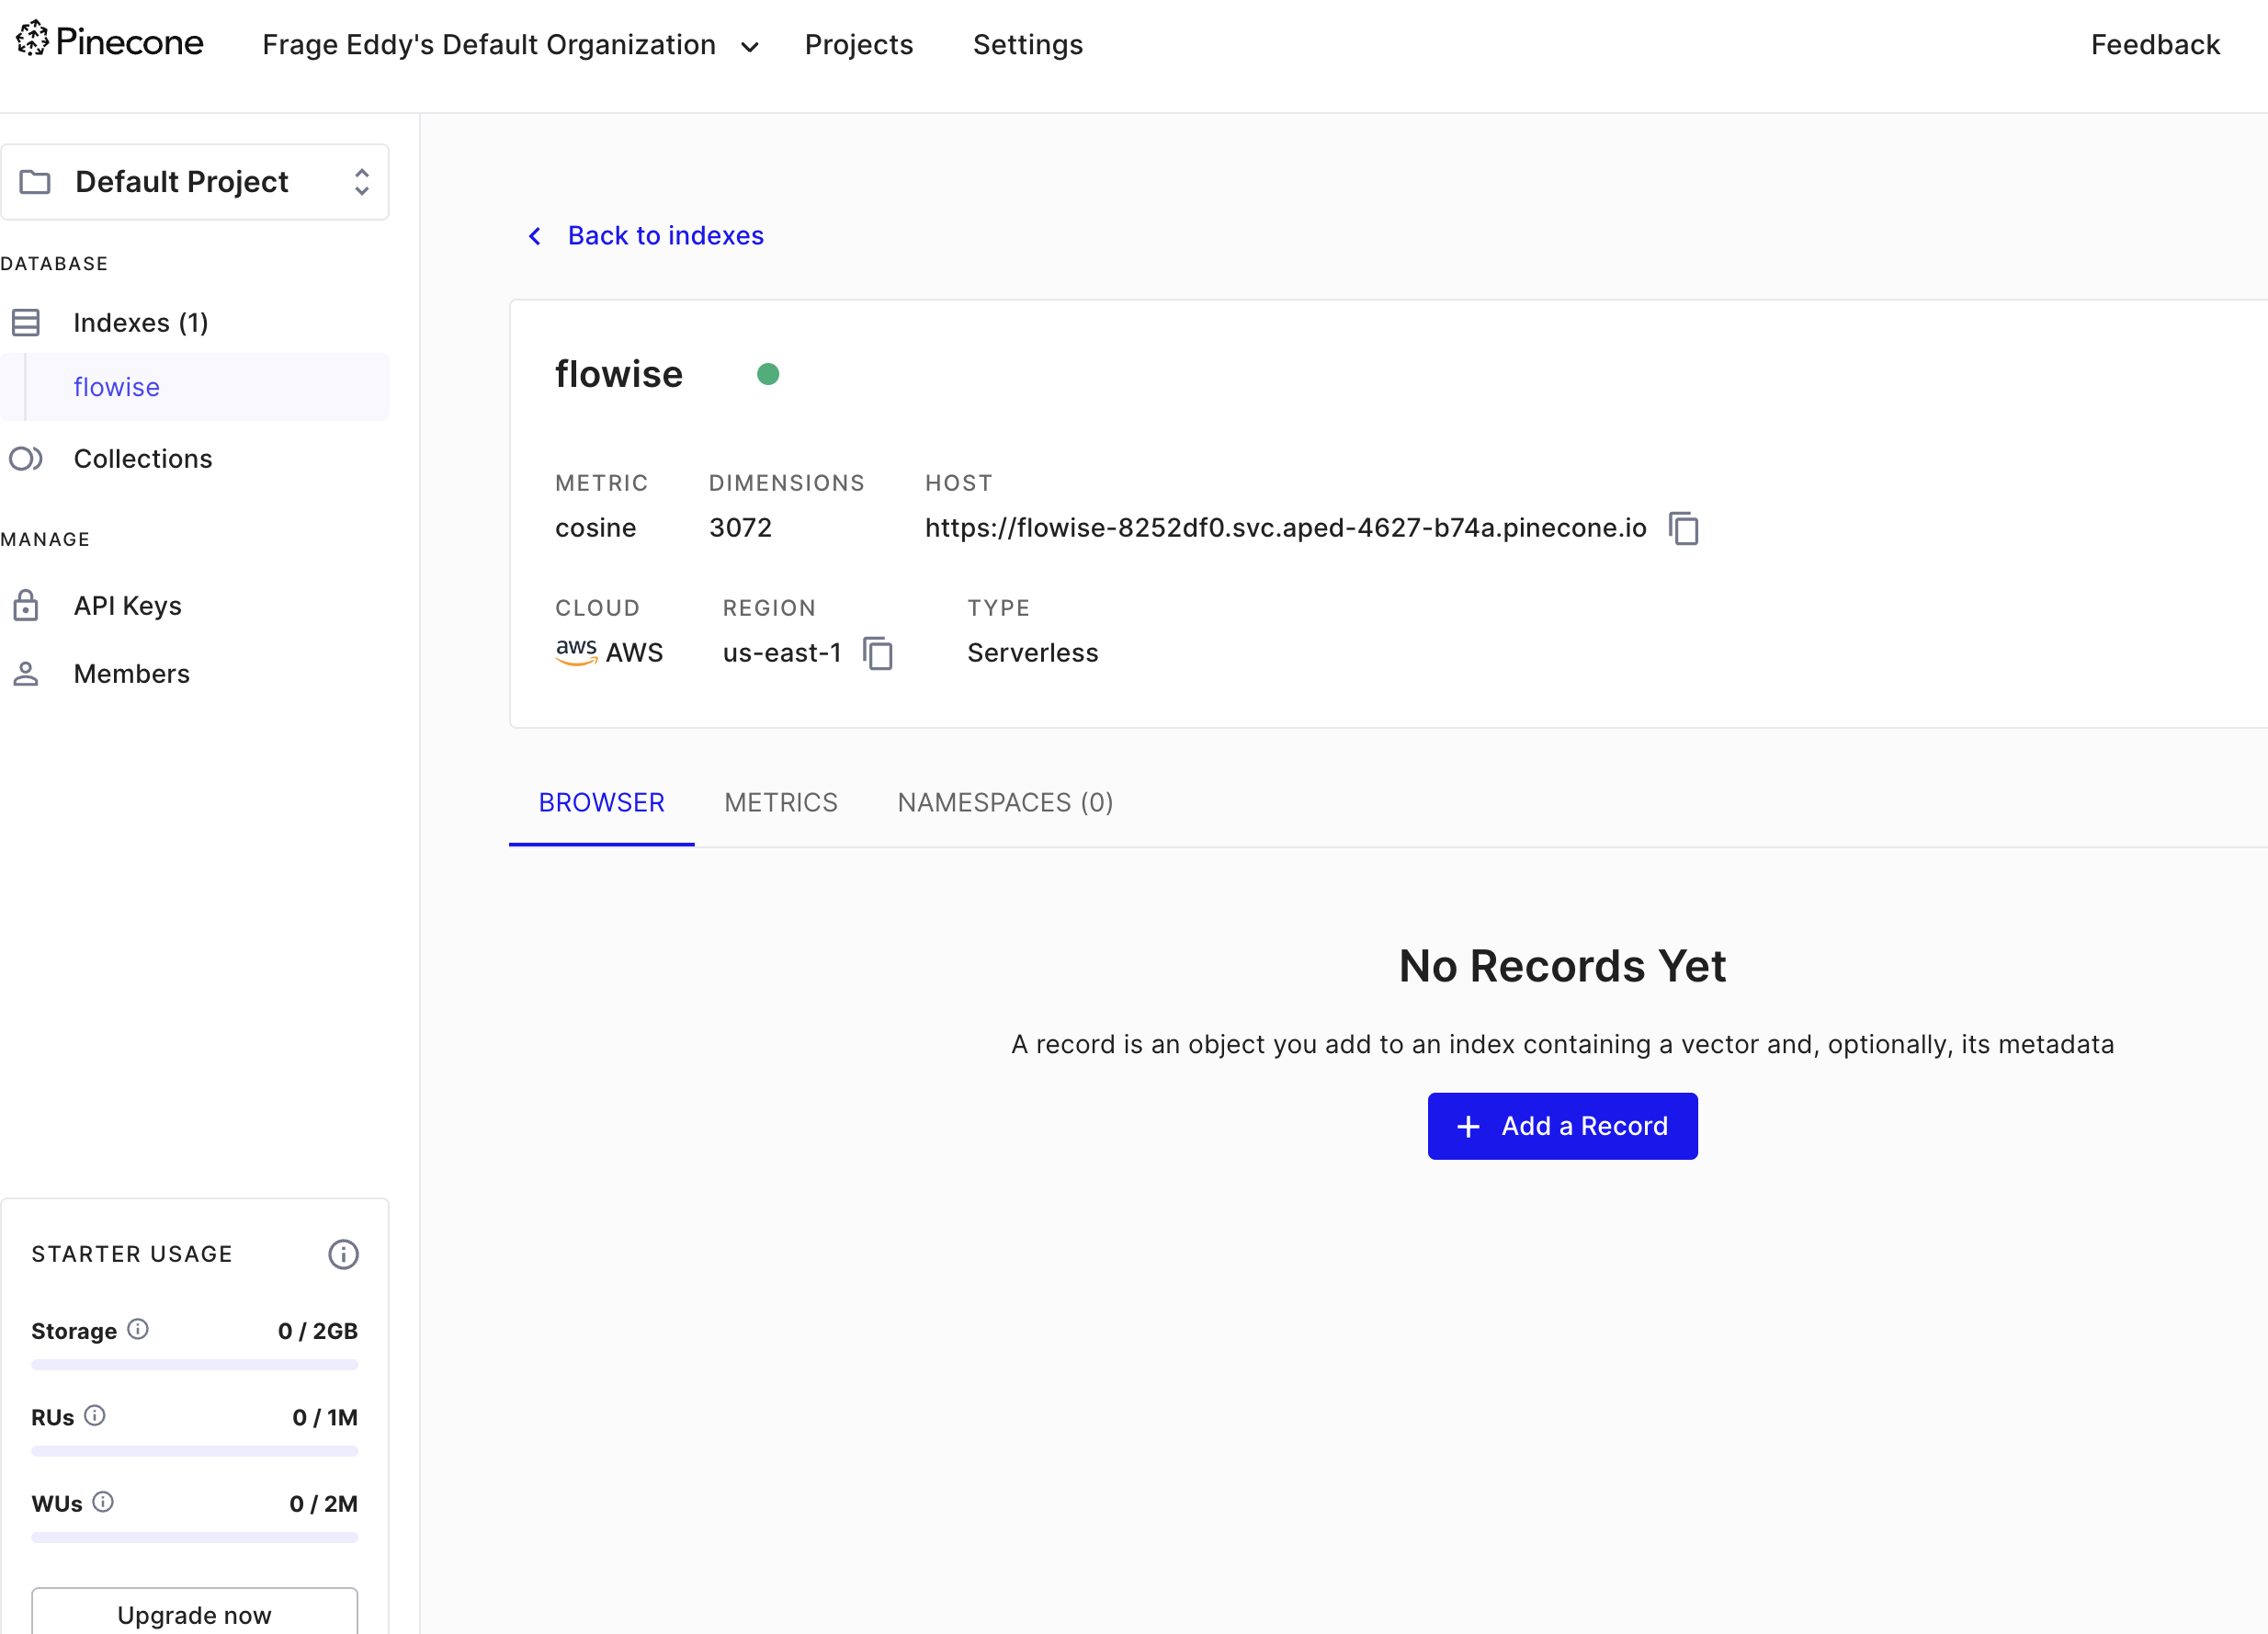 Pinecone
Frage Eddy's Default Organization
Projects
Settings
Feedback
Default Project
DATABASE
Indexes (1)
flowise
Collections
MANAGE
API Keys
Members
STARTER USAGE
Storage 0 / 2GB
RUs 0 / 1M
WUs 0 / 2M
Upgrade now
Back to indexes
flowise
METRIC DIMENSIONS HOST
cosine 3072 https://flowise-8252df0.svc.aped-4627-b74a.pinecone.io
CLOUD REGION TYPE
aws AWS us-east-1 Serverless
BROWSER METRICS NAMESPACES (0)
No Records Yet
A record is an object you add to an index containing a vector and, optionally, its metadata
+ Add a Record